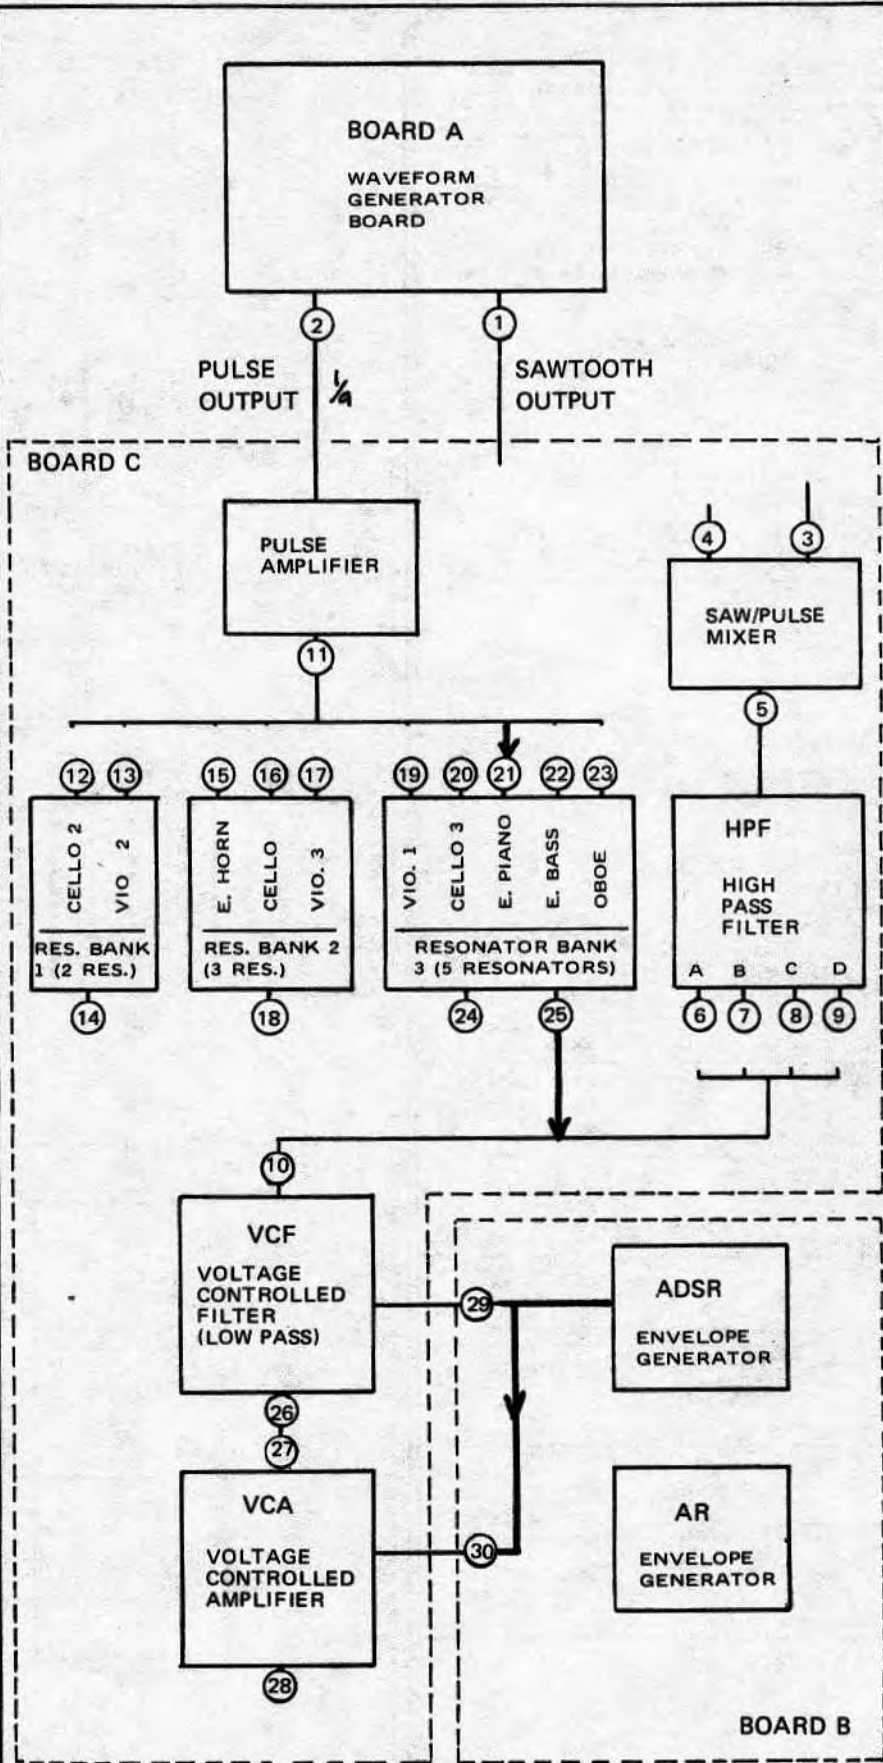 BOARD A
WAVEFORM
GENERATOR
BOARD
2
1
PULSE
OUTPUT
1/9
SAWTOOTH
OUTPUT
BOARD C
PULSE
AMPLIFIER
11
4
3
SAW/PULSE
MIXER
5
12
13
15
16
17
19
20
21
22
23
CELLO 2
VIO 2
RES. BANK
1 (2 RES.)
14
E. HORN
CELLO
VIO. 3
RES. BANK 2
(3 RES.)
18
VIO. 1
CELLO 3
E. PIANO
E. BASS
OBOE
RESONATOR BANK
3 (5 RESONATORS)
24
25
HPF
HIGH
PASS
FILTER
A B C D
6
7
8
9
10
VCF
VOLTAGE
CONTROLLED
FILTER
(LOW PASS)
29
ADSR
ENVELOPE
GENERATOR
26
27
VCA
VOLTAGE
CONTROLLED
AMPLIFIER
30
AR
ENVELOPE
GENERATOR
28
BOARD B